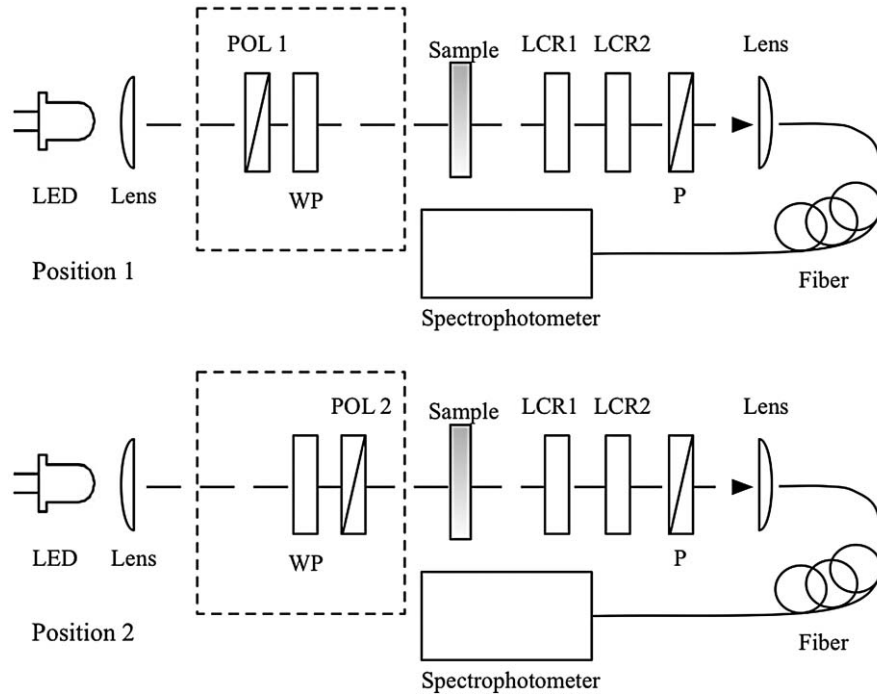 POL 1
Sample
LCR1
LCR2
Lens
LED
Lens
WP
P
Position 1
Fiber
Spectrophotometer
POL 2
Sample
LCR1
LCR2
Lens
LED
Lens
WP
P
Position 2
Fiber
Spectrophotometer